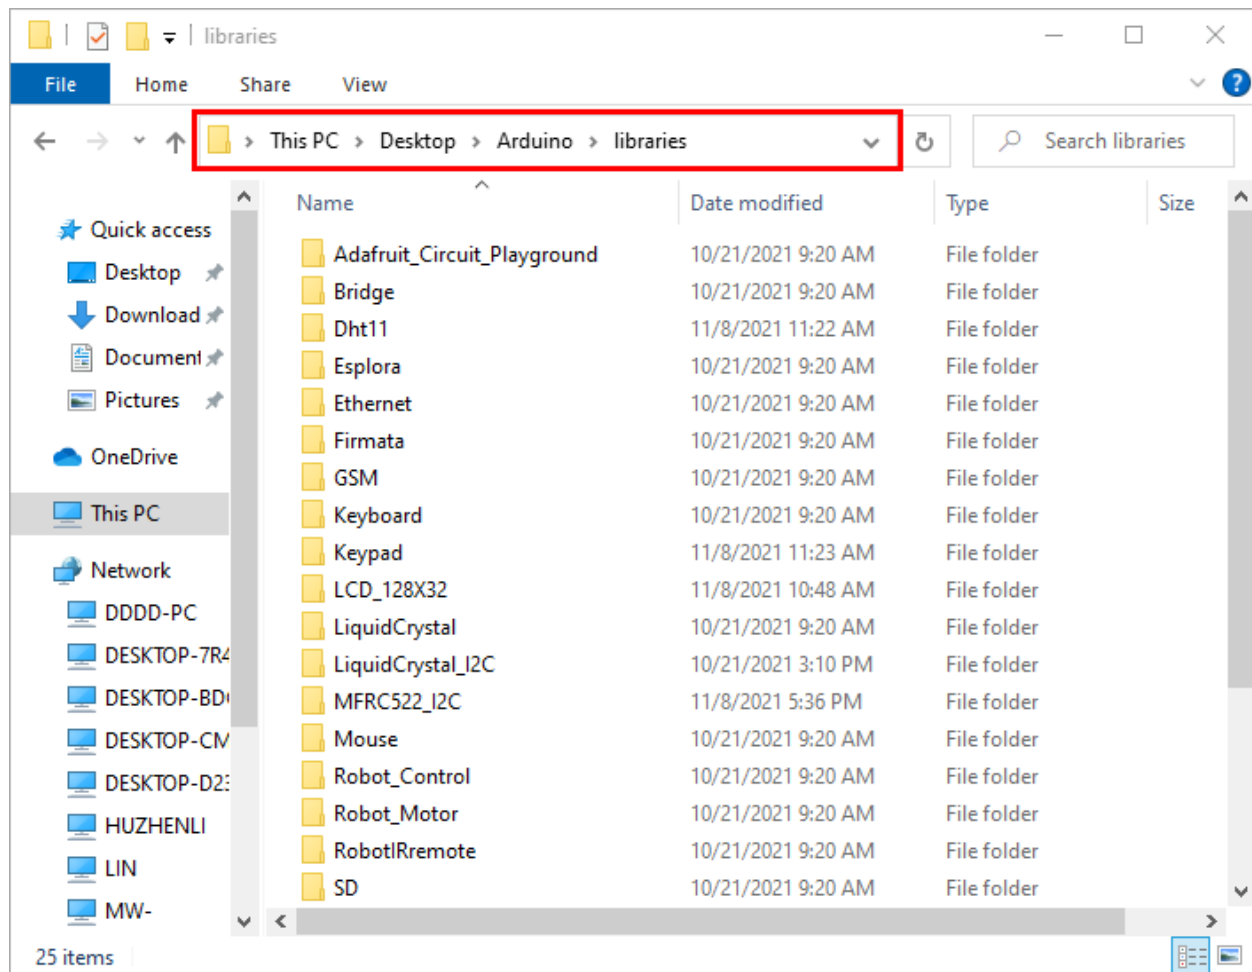 libraries
File Home Share View
This PC > Desktop > Arduino > libraries
Search libraries
Name Date modified Type Size
Quick access
Desktop
Download
Document
Pictures
OneDrive
This PC
Network
DDDD-PC
DESKTOP-7R4
DESKTOP-BD
DESKTOP-CM
DESKTOP-D23
HUZHENLI
LIN
MW-
Adafruit_Circuit_Playground 10/21/2021 9:20 AM File folder
Bridge 10/21/2021 9:20 AM File folder
Dht11 11/8/2021 11:22 AM File folder
Esplora 10/21/2021 9:20 AM File folder
Ethernet 10/21/2021 9:20 AM File folder
Firmata 10/21/2021 9:20 AM File folder
GSM 10/21/2021 9:20 AM File folder
Keyboard 10/21/2021 9:20 AM File folder
Keypad 11/8/2021 11:23 AM File folder
LCD_128X32 11/8/2021 10:48 AM File folder
LiquidCrystal 10/21/2021 9:20 AM File folder
LiquidCrystal_I2C 10/21/2021 3:10 PM File folder
MFRC522_I2C 11/8/2021 5:36 PM File folder
Mouse 10/21/2021 9:20 AM File folder
Robot_Control 10/21/2021 9:20 AM File folder
Robot_Motor 10/21/2021 9:20 AM File folder
RobotIRremote 10/21/2021 9:20 AM File folder
SD 10/21/2021 9:20 AM File folder
25 items